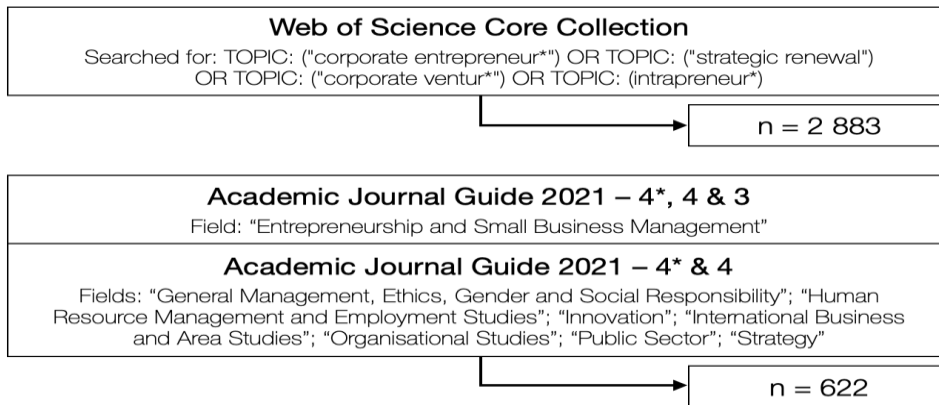 Web of Science Core Collection
Searched for: TOPIC: ("corporate entrepreneur*") OR TOPIC: ("strategic renewal")
OR TOPIC: ("corporate ventur*") OR TOPIC: (intrapreneur*)
n = 2 883
Academic Journal Guide 2021 – 4*, 4 & 3
Field: “Entrepreneurship and Small Business Management”
Academic Journal Guide 2021 – 4* & 4
Fields: “General Management, Ethics, Gender and Social Responsibility”; “Human
Resource Management and Employment Studies”; “Innovation”; “International Business
and Area Studies”; “Organisational Studies”; “Public Sector”; “Strategy”
n = 622